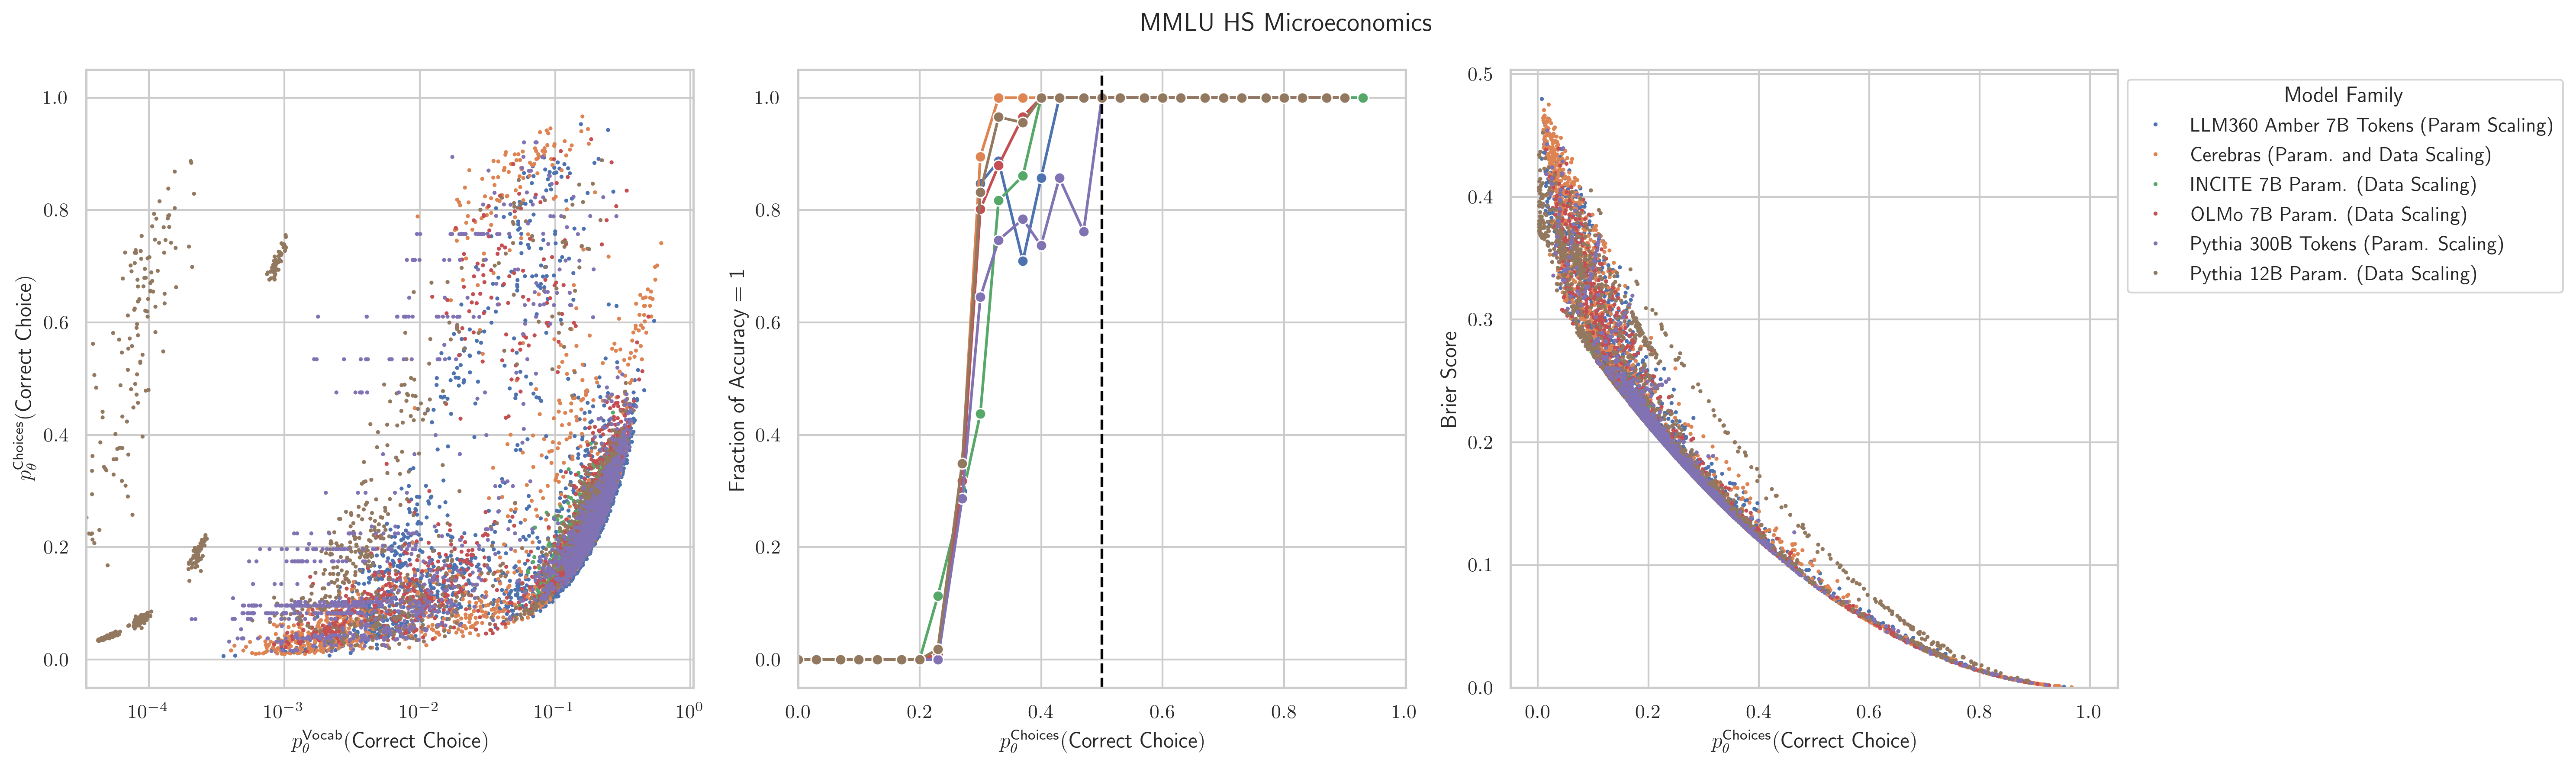 MMLU HS Microeconomics
p_θ^Choices(Correct Choice)
1.0
0.8
0.6
0.4
0.2
0.0
10^−4
10^−3
10^−2
10^−1
10^0
p_θ^Vocab(Correct Choice)
Fraction of Accuracy = 1
1.0
0.8
0.6
0.4
0.2
0.0
0.0
0.2
0.4
0.6
0.8
1.0
p_θ^Choices(Correct Choice)
Brier Score
0.5
0.4
0.3
0.2
0.1
0.0
0.0
0.2
0.4
0.6
0.8
1.0
p_θ^Choices(Correct Choice)
Model Family
LLM360 Amber 7B Tokens (Param Scaling)
Cerebras (Param. and Data Scaling)
INCITE 7B Param. (Data Scaling)
OLMo 7B Param. (Data Scaling)
Pythia 300B Tokens (Param. Scaling)
Pythia 12B Param. (Data Scaling)